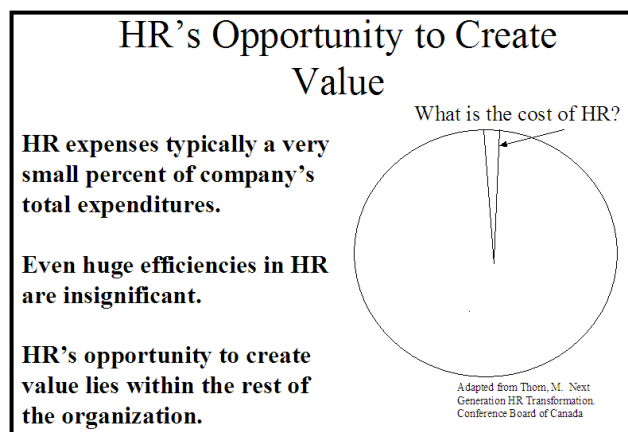 HR's Opportunity to Create
Value
What is the cost of HR?
HR expenses typically a very
small percent of company's
total expenditures.
Even huge efficiencies in HR
are insignificant.
HR's opportunity to create
value lies within the rest of
the organization.
Adapted from Thom, M. Next
Generation HR Transformation.
Conference Board of Canada